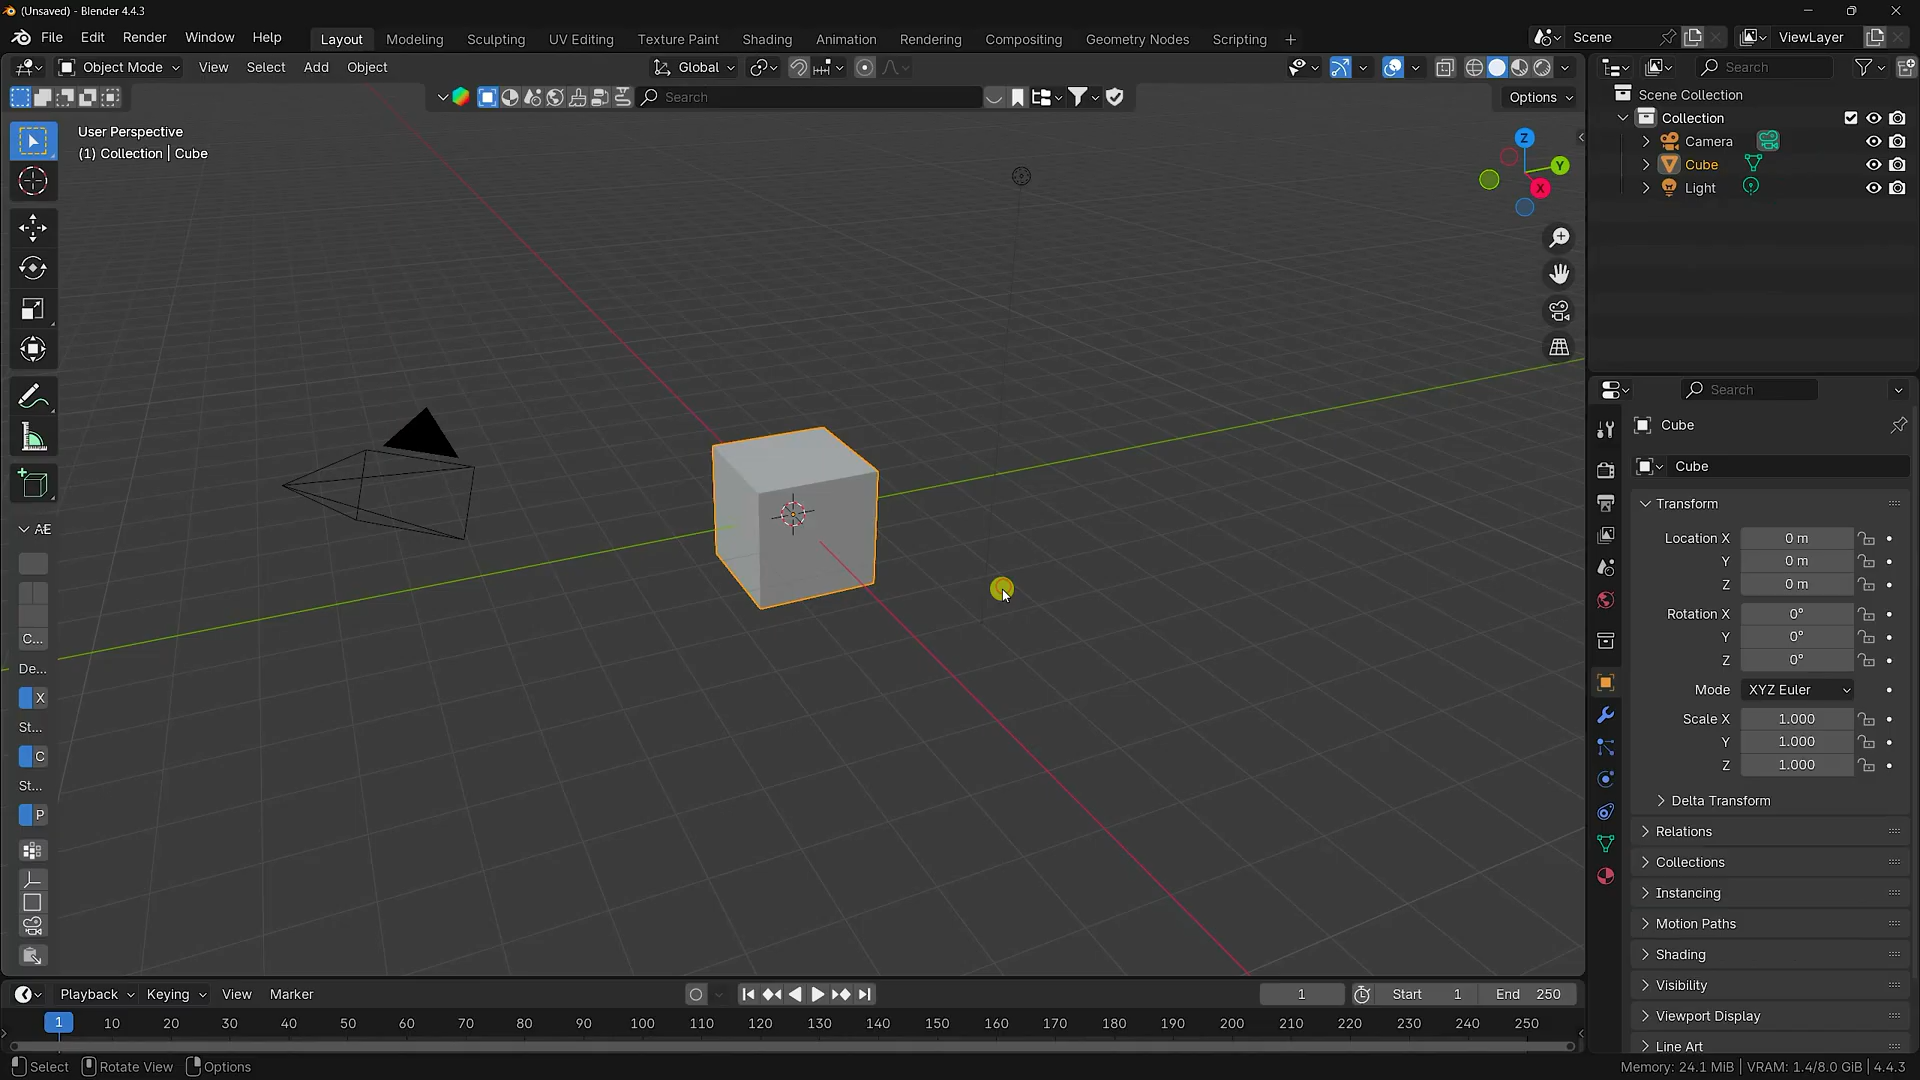 (Unsaved) - Blender 4.4.3
File Edit Render Window Help
Layout Modeling Sculpting UV Editing Texture Paint Shading Animation Rendering Compositing Geometry Nodes Scripting +
Scene
ViewLayer
Object Mode View Select Add Object
Global
Search
Search
Options
User Perspective
(1) Collection | Cube
Z
Y
X
Scene Collection
Collection
Camera
Cube
Light
Search
Cube
Cube
Transform
Location X 0 m
Y 0 m
Z 0 m
Rotation X 0°
Y 0°
Z 0°
Mode XYZ Euler
Scale X 1.000
Y 1.000
Z 1.000
Delta Transform
Relations
Collections
Instancing
Motion Paths
Shading
Visibility
Viewport Display
Line Art
AE
C...
De...
X
St...
C
St...
P
Playback Keying View Marker
1
Start 1
End 250
1 10 20 30 40 50 60 70 80 90 100 110 120 130 140 150 160 170 180 190 200 210 220 230 240 250
Select Rotate View Options
Memory: 24.1 MiB | VRAM: 1.4/8.0 GiB | 4.4.3